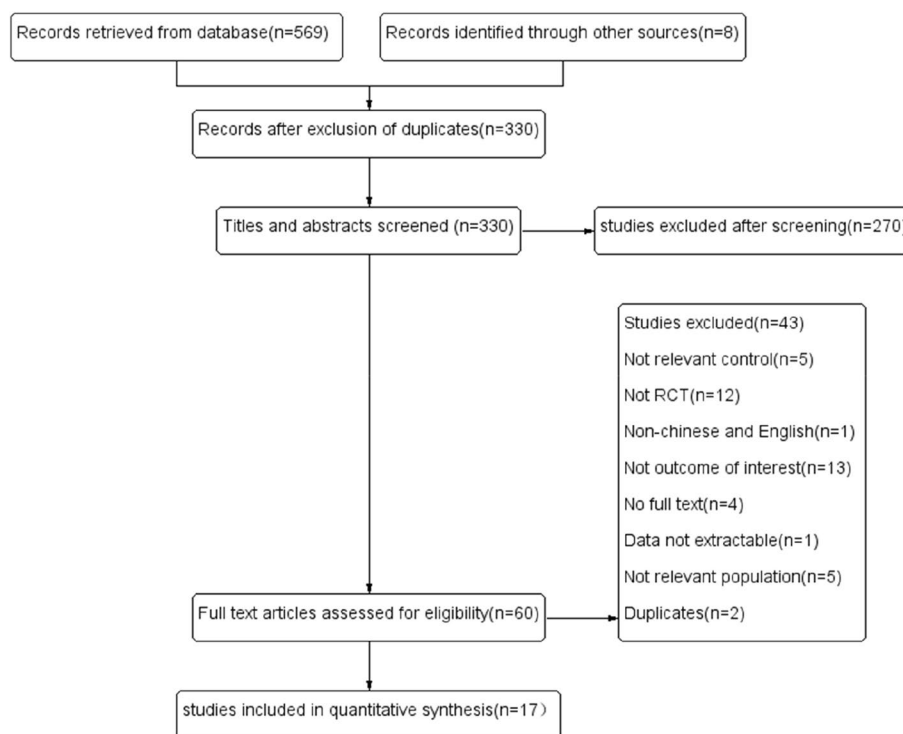 Records retrieved from database(n=569)
Records identified through other sources(n=8)
Records after exclusion of duplicates(n=330)
Titles and abstracts screened (n=330)
studies excluded after screening(n=270)
Studies excluded(n=43)
Not relevant control(n=5)
Not RCT(n=12)
Non-chinese and English(n=1)
Not outcome of interest(n=13)
No full text(n=4)
Data not extractable(n=1)
Not relevant population(n=5)
Duplicates(n=2)
Full text articles assessed for eligibility(n=60)
studies included in quantitative synthesis(n=17）